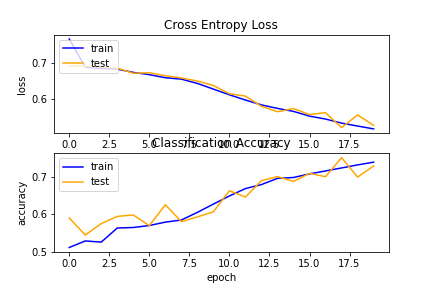 Cross Entropy Loss
train
test
loss
0.7
0.6
0.0 2.5 5.0 7.5 10.0 12.5 15.0 17.5
Classification Accuracy
train
test
accuracy
0.7
0.6
0.5
0.0 2.5 5.0 7.5 10.0 12.5 15.0 17.5
epoch